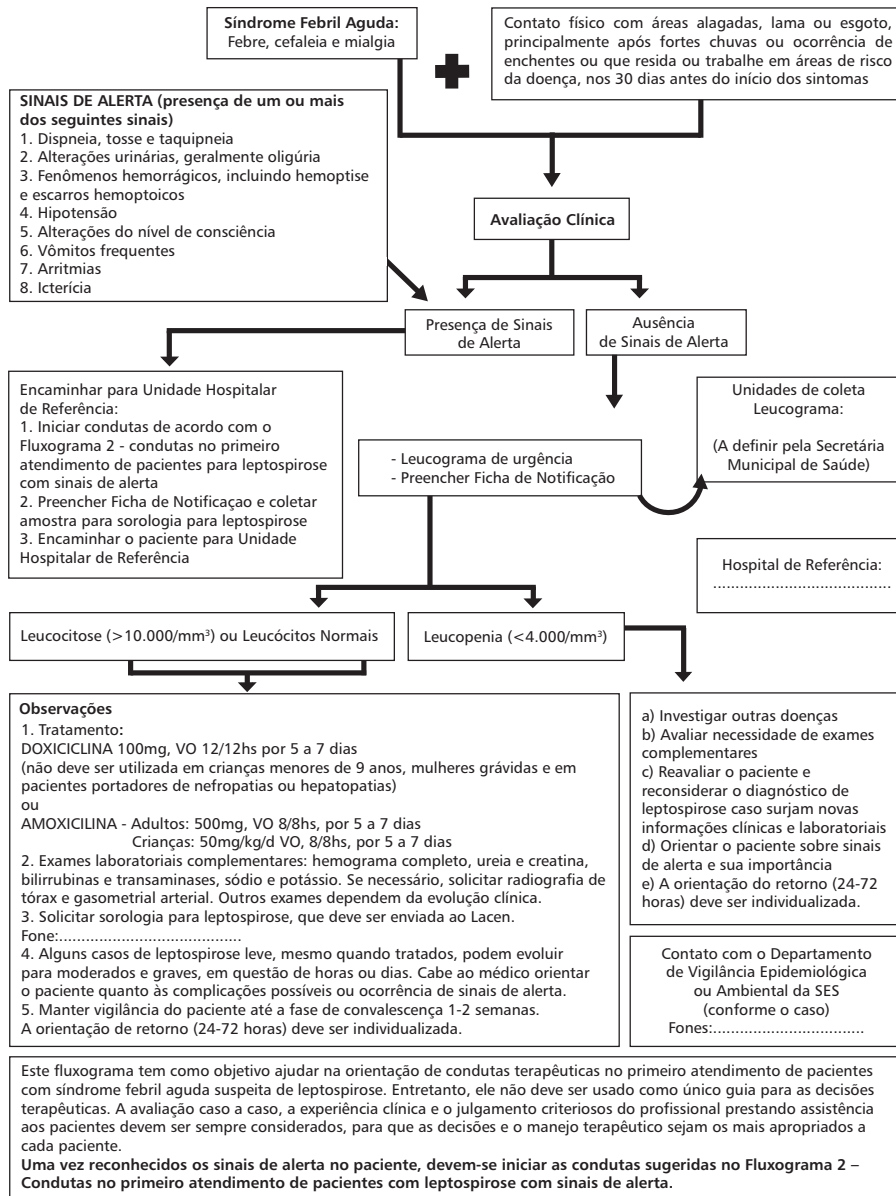 Síndrome Febril Aguda:
Febre, cefaleia e mialgia
Contato físico com áreas alagadas, lama ou esgoto,
principalmente após fortes chuvas ou ocorrência de
enchentes ou que resida ou trabalhe em áreas de risco
da doença, nos 30 dias antes do início dos sintomas
SINAIS DE ALERTA (presença de um ou mais
dos seguintes sinais)
1. Dispneia, tosse e taquipneia
2. Alterações urinárias, geralmente oligúria
3. Fenômenos hemorrágicos, incluindo hemoptise
e escarros hemoptoicos
4. Hipotensão
5. Alterações do nível de consciência
6. Vômitos frequentes
7. Arritmias
8. Icterícia
Avaliação Clínica
Presença de Sinais
de Alerta
Ausência
de Sinais de Alerta
Encaminhar para Unidade Hospitalar
de Referência:
1. Iniciar condutas de acordo com o
Fluxograma 2 - condutas no primeiro
atendimento de pacientes para leptospirose
com sinais de alerta
2. Preencher Ficha de Notificaçao e coletar
amostra para sorologia para leptospirose
3. Encaminhar o paciente para Unidade
Hospitalar de Referência
- Leucograma de urgência
- Preencher Ficha de Notificação
Unidades de coleta
Leucograma:
(A definir pela Secretária
Municipal de Saúde)
Hospital de Referência:
........................................
Leucocitose (>10.000/mm³) ou Leucócitos Normais
Leucopenia (<4.000/mm³)
Observações
1. Tratamento:
DOXICICLINA 100mg, VO 12/12hs por 5 a 7 dias
(não deve ser utilizada em crianças menores de 9 anos, mulheres grávidas e em
pacientes portadores de nefropatias ou hepatopatias)
ou
AMOXICILINA - Adultos: 500mg, VO 8/8hs, por 5 a 7 dias
Crianças: 50mg/kg/d VO, 8/8hs, por 5 a 7 dias
2. Exames laboratoriais complementares: hemograma completo, ureia e creatina,
bilirrubinas e transaminases, sódio e potássio. Se necessário, solicitar radiografia de
tórax e gasometrial arterial. Outros exames dependem da evolução clínica.
3. Solicitar sorologia para leptospirose, que deve ser enviada ao Lacen.
Fone:.........................................
4. Alguns casos de leptospirose leve, mesmo quando tratados, podem evoluir
para moderados e graves, em questão de horas ou dias. Cabe ao médico orientar
o paciente quanto às complicações possíveis ou ocorrência de sinais de alerta.
5. Manter vigilância do paciente até a fase de convalescença 1-2 semanas.
A orientação de retorno (24-72 horas) deve ser individualizada.
a) Investigar outras doenças
b) Avaliar necessidade de exames
complementares
c) Reavaliar o paciente e
reconsiderar o diagnóstico de
leptospirose caso surjam novas
informações clínicas e laboratoriais
d) Orientar o paciente sobre sinais
de alerta e sua importância
e) A orientação do retorno (24-72
horas) deve ser individualizada.
Contato com o Departamento
de Vigilância Epidemiológica
ou Ambiental da SES
(conforme o caso)
Fones:..................................
Este fluxograma tem como objetivo ajudar na orientação de condutas terapêuticas no primeiro atendimento de pacientes
com síndrome febril aguda suspeita de leptospirose. Entretanto, ele não deve ser usado como único guia para as decisões
terapêuticas. A avaliação caso a caso, a experiência clínica e o julgamento criteriosos do profissional prestando assistência
aos pacientes devem ser sempre considerados, para que as decisões e o manejo terapêutico sejam os mais apropriados a
cada paciente.
Uma vez reconhecidos os sinais de alerta no paciente, devem-se iniciar as condutas sugeridas no Fluxograma 2 –
Condutas no primeiro atendimento de pacientes com leptospirose com sinais de alerta.